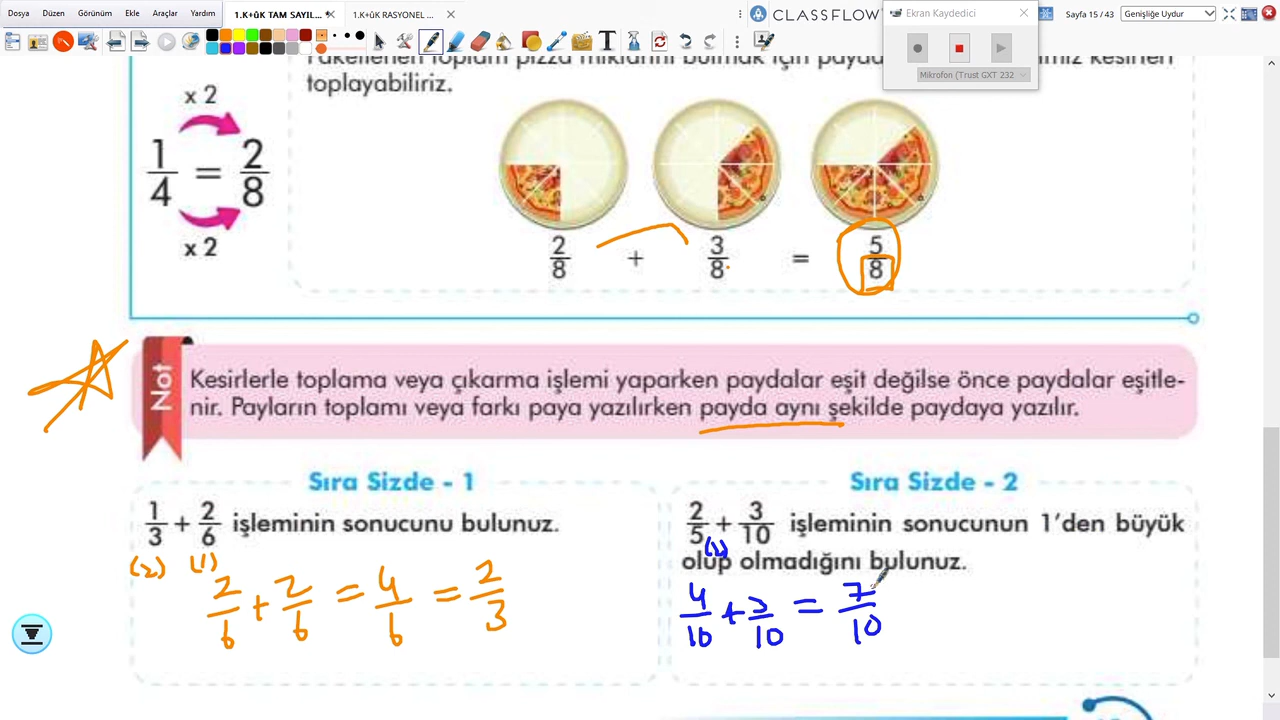 Dosya Düzen Görünüm Ekle Araçlar Yardım
1.K+ûK TAM SAYIL...* 1.K+ûK RASYONEL ...
CLASSFLOW
Ekran Kaydedici
Sayfa 15 / 43
Genişliğe Uydur
Mikrofon (Trust GXT 232
toplam pizza
toplayabiliriz.
x 2
1/4 = 2/8
x 2
2/8 + 3/8 = 5/8
Not
Kesirlerle toplama veya çıkarma işlemi yaparken paydalar eşit değilse önce paydalar eşitle-
nir. Payların toplamı veya farkı paya yazılırken payda aynı şekilde paydaya yazılır.
Sıra Sizde - 1
1/3 + 2/6 işleminin sonucunu bulunuz.
(2) (1)
2/6 + 2/6 = 4/6 = 2/3
Sıra Sizde - 2
2/5 + 3/10 işleminin sonucunun 1'den büyük
(2)
olup olmadığını bulunuz.
4/10 + 3/10 = 7/10